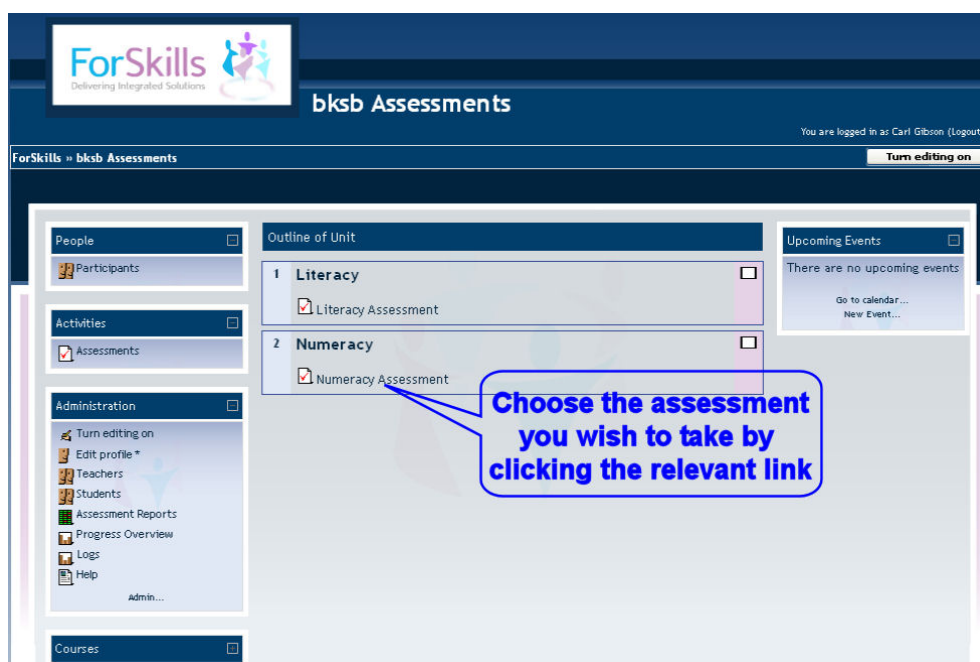 ForSkills
Delivering Integrated Solutions
bksb Assessments
You are logged in as Carl Gibson (Logout
ForSkills » bksb Assessments
Turn editing on
People
Participants
Activities
Assessments
Administration
Turn editing on
Edit profile *
Teachers
Students
Assessment Reports
Progress Overview
Logs
Help
Admin...
Courses
Outline of Unit
1 Literacy
Literacy Assessment
2 Numeracy
Numeracy Assessment
Choose the assessment
you wish to take by
clicking the relevant link
Upcoming Events
There are no upcoming events
Go to calendar...
New Event...